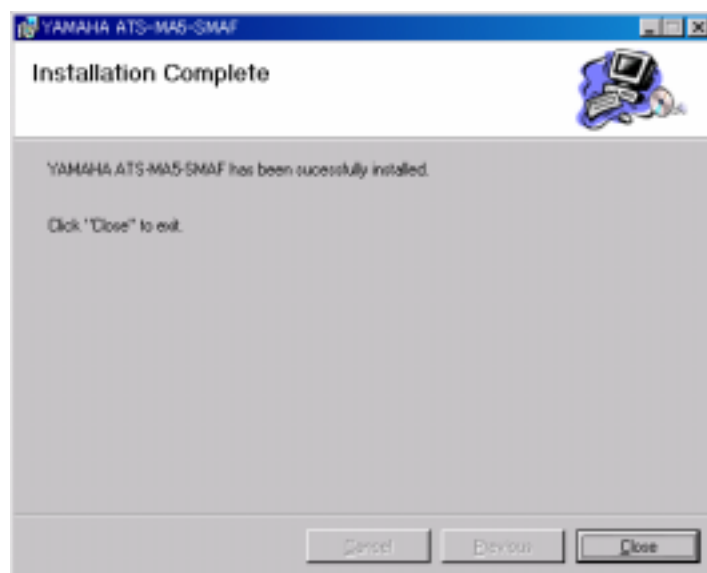 YAMAHA ATS-MA5-SMAF
Installation Complete
YAMAHA ATS-MA5-SMAF has been sucessfully installed.
Click "Close" to exit.
Cancel
Previous
Close